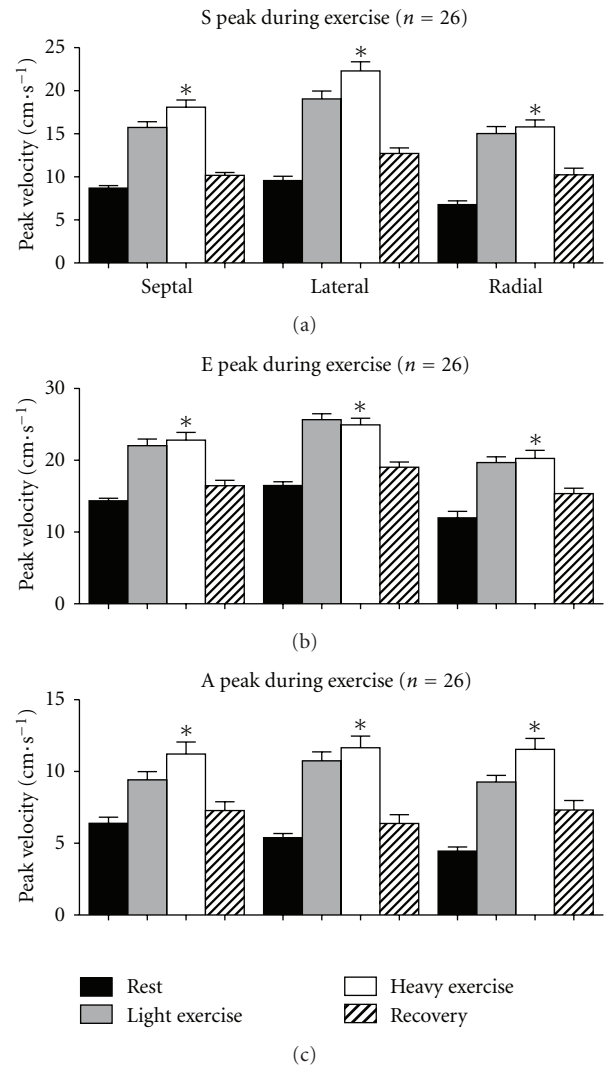 S peak during exercise (n = 26)
25
20
15
10
5
0
Peak velocity (cm·s⁻¹)
* * *
Septal Lateral Radial
(a)
E peak during exercise (n = 26)
30
20
10
0
Peak velocity (cm·s⁻¹)
* * *
(b)
A peak during exercise (n = 26)
15
10
5
0
Peak velocity (cm·s⁻¹)
* * *
Rest Heavy exercise
Light exercise Recovery
(c)